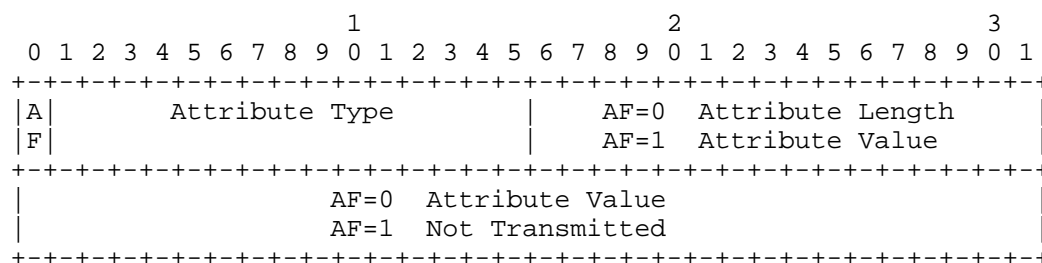 1                   2                   3
 0 1 2 3 4 5 6 7 8 9 0 1 2 3 4 5 6 7 8 9 0 1 2 3 4 5 6 7 8 9 0 1
+-+-+-+-+-+-+-+-+-+-+-+-+-+-+-+-+-+-+-+-+-+-+-+-+-+-+-+-+-+-+-+-+
|A|       Attribute Type        |    AF=0  Attribute Length     |
|F|                             |    AF=1  Attribute Value      |
+-+-+-+-+-+-+-+-+-+-+-+-+-+-+-+-+-+-+-+-+-+-+-+-+-+-+-+-+-+-+-+-+
|                   AF=0  Attribute Value                       |
|                   AF=1  Not Transmitted                       |
+-+-+-+-+-+-+-+-+-+-+-+-+-+-+-+-+-+-+-+-+-+-+-+-+-+-+-+-+-+-+-+-+